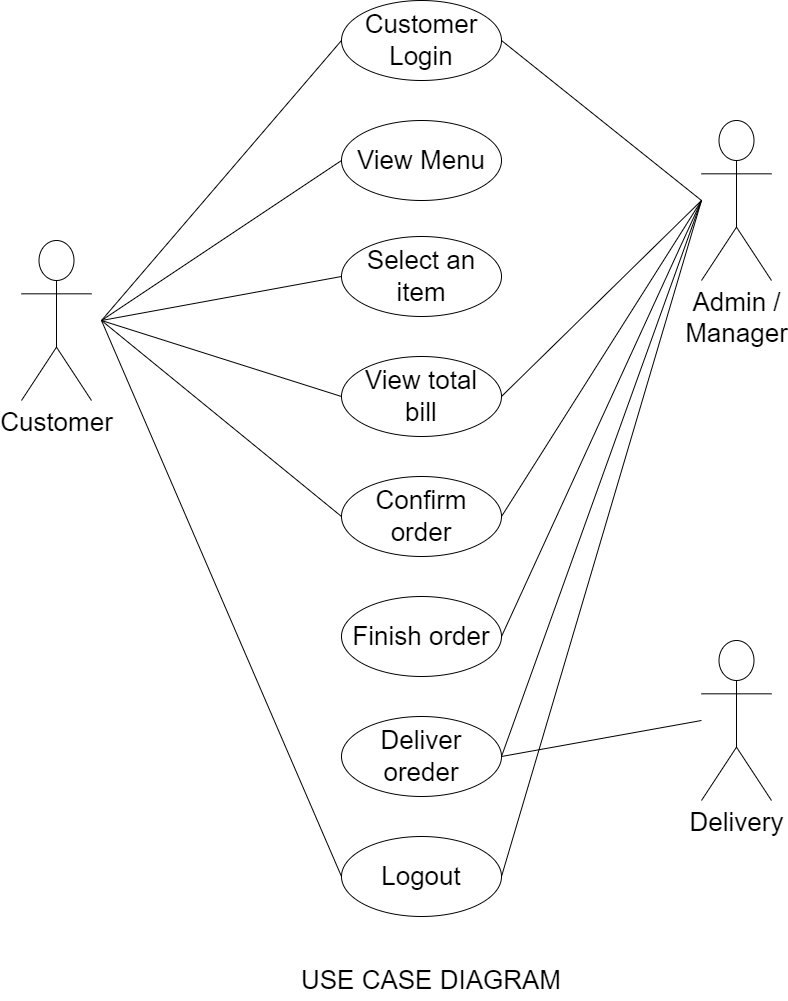 Customer
Login
View Menu
Select an
item
View total
bill
Confirm
order
Finish order
Deliver
oreder
Logout
Customer
Admin /
Manager
Delivery
USE CASE DIAGRAM